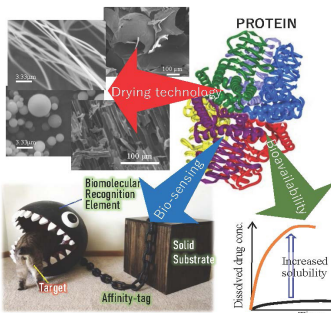 PROTEIN
3.33μm
100 μm
Drying technology
3.33μm
100 μm
Bio-sensing
Bioavailability
Biomolecular
Recognition
Element
Solid
Substrate
Target
Affinity-tag
Dissolved drug conc.
Increased
solubility